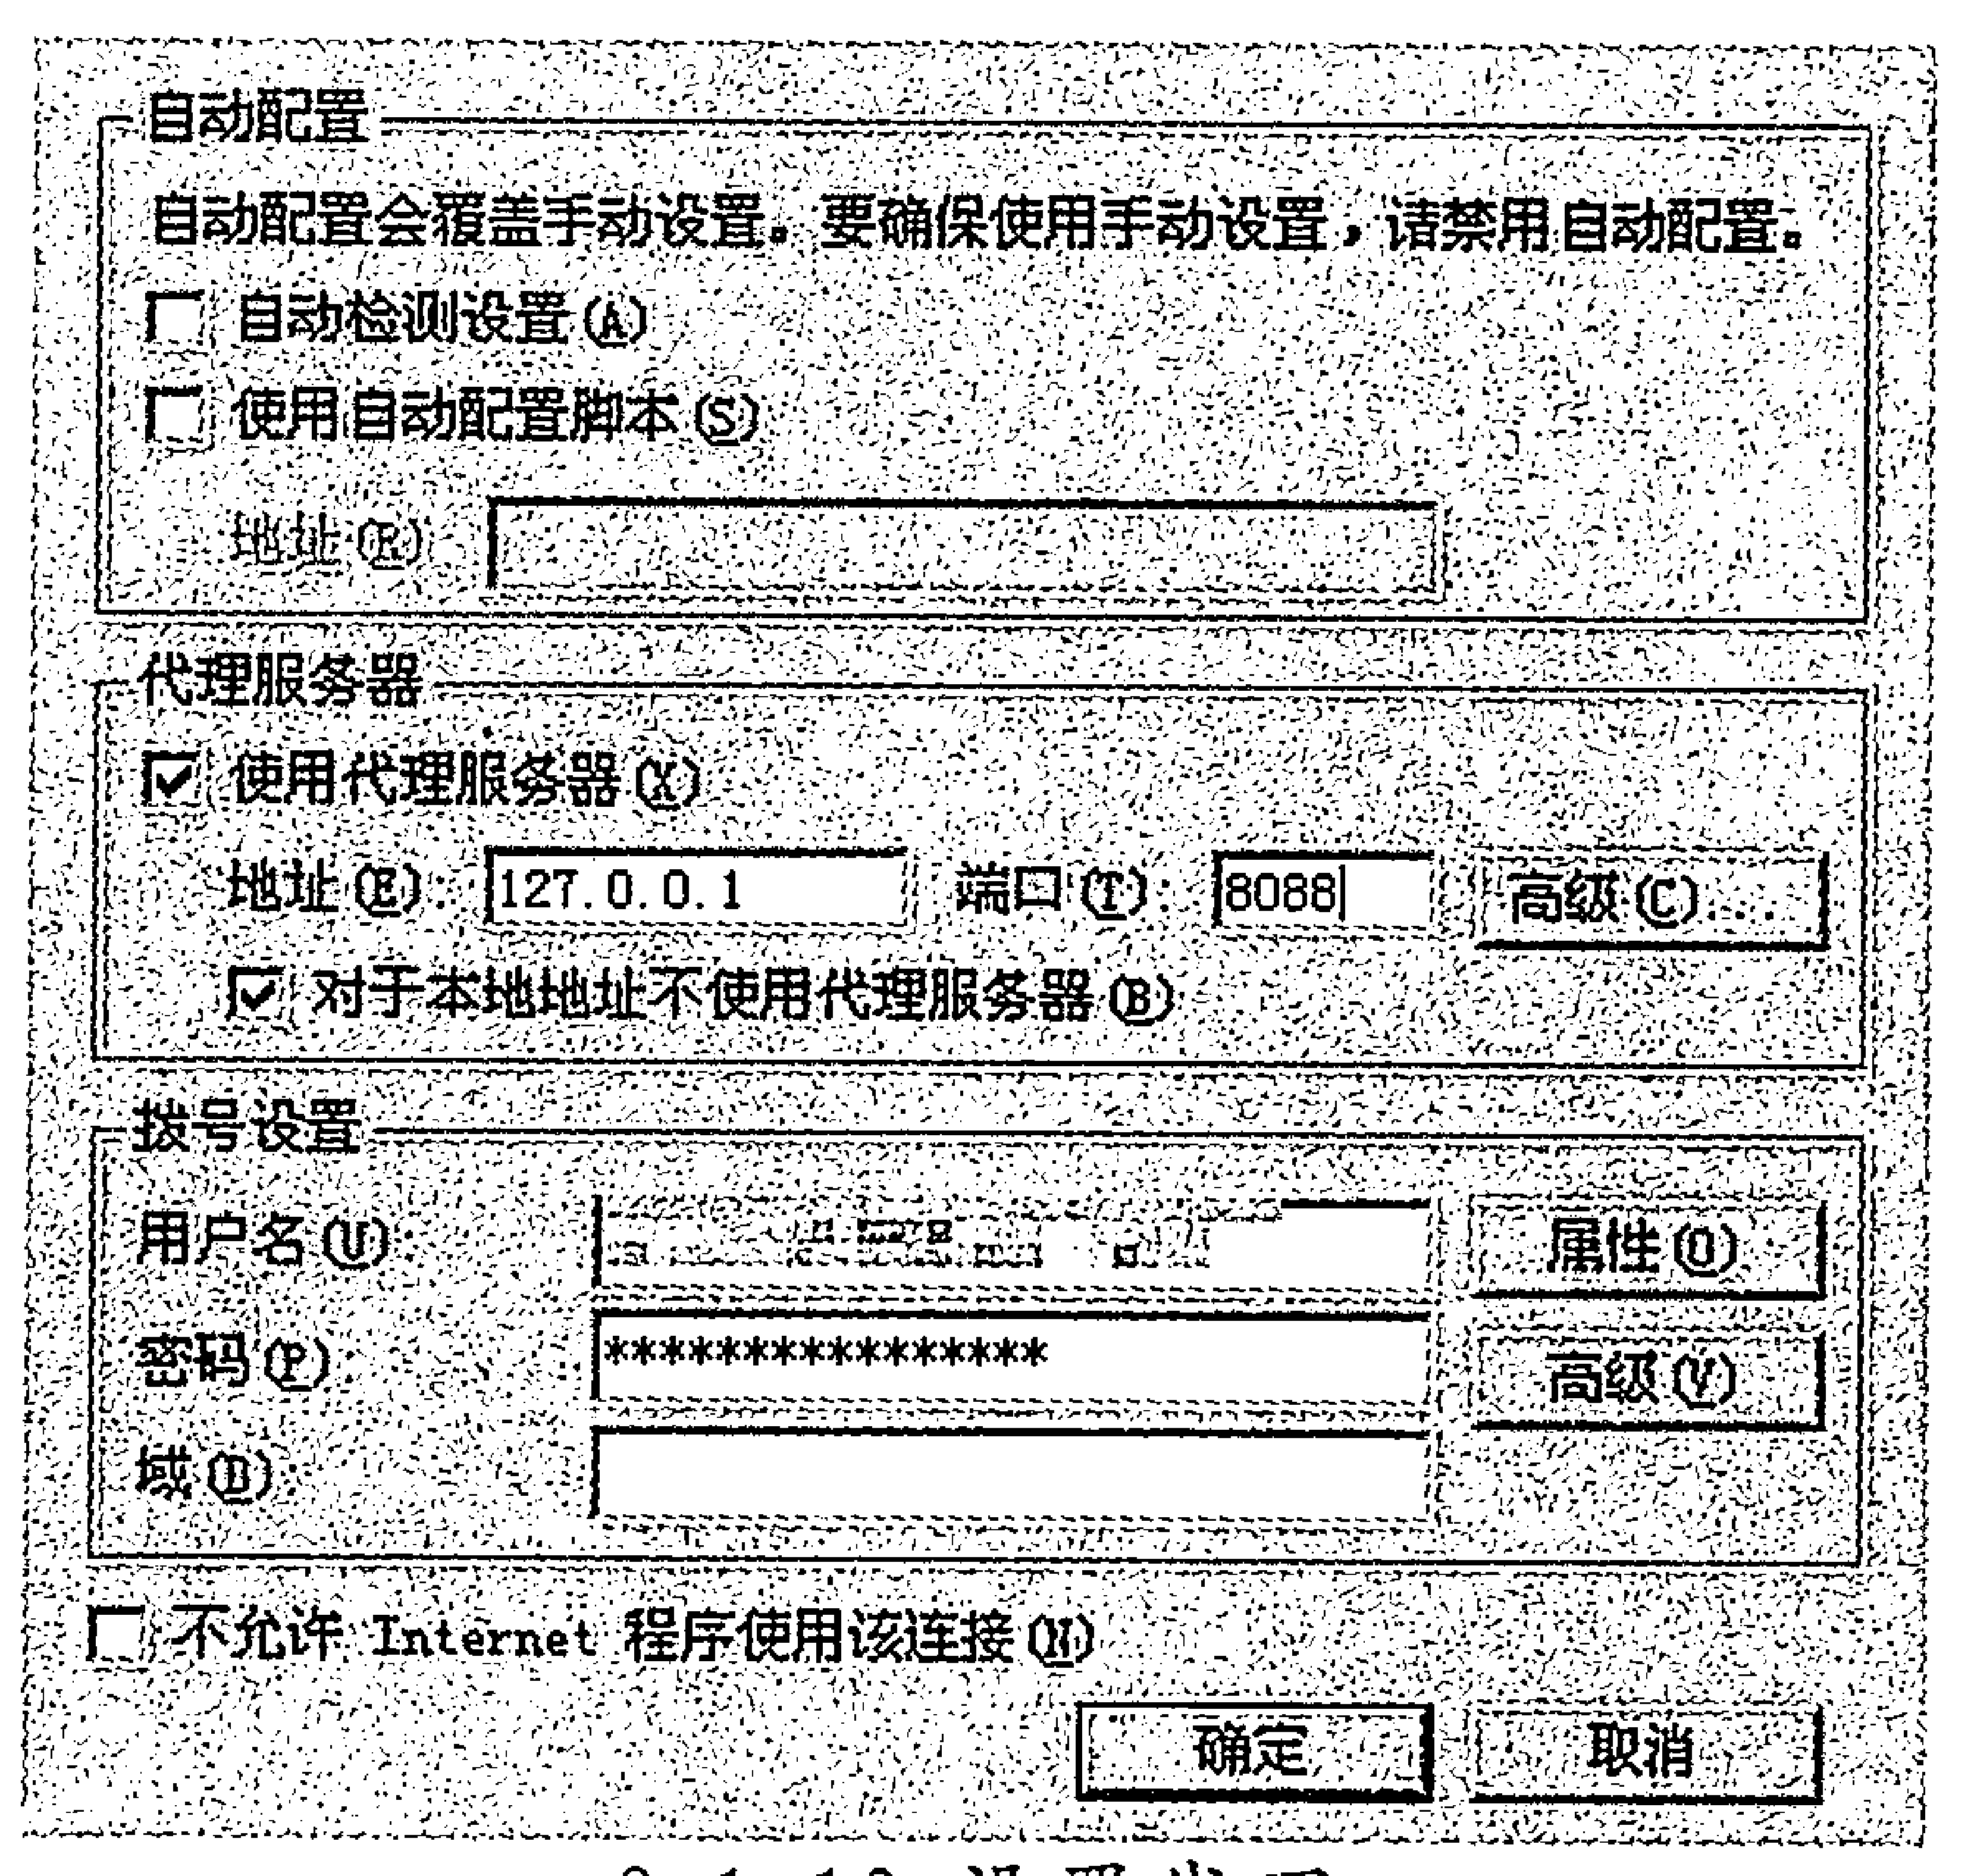 自动配置
自动配置会覆盖手动设置。要确保使用手动设置，请禁用自动配置。
自动检测设置(A)
使用自动配置脚本(S)
地址(R)
代理服务器
使用代理服务器(X)
地址(E): 127.0.0.1 端口(T): 8088 高级(C)...
对于本地地址不使用代理服务器(B)
拨号设置
用户名(U): 属性(O)
密码(P) **************** 高级(V)
域(D)
不允许 Internet 程序使用该连接(N)
确定 取消